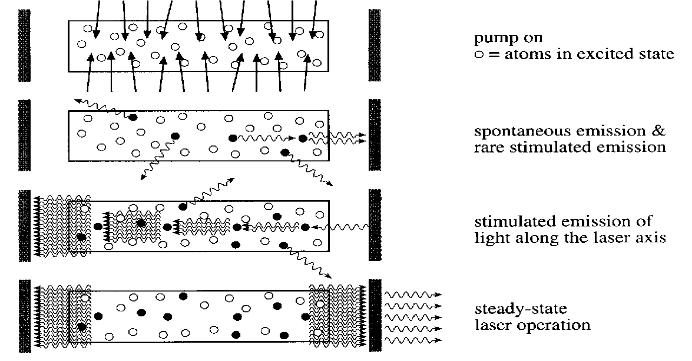 pump on
○ = atoms in excited state
spontaneous emission &
rare stimulated emission
stimulated emission of
light along the laser axis
steady-state
laser operation